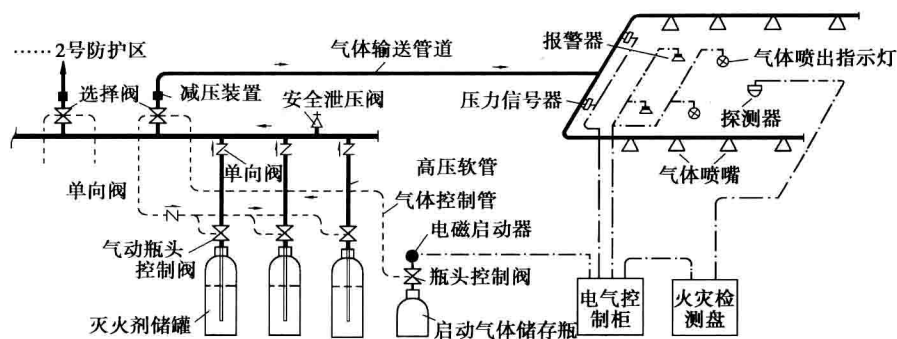 ……2号防护区
气体输送管道
报警器
气体喷出指示灯
选择阀
减压装置
安全泄压阀
压力信号器
探测器
单向阀
单向阀
高压软管
气体控制管
气体喷嘴
气动瓶头
控制阀
电磁启动器
瓶头控制阀
灭火剂储罐
启动气体储存瓶
电气控
制柜
火灾检
测盘